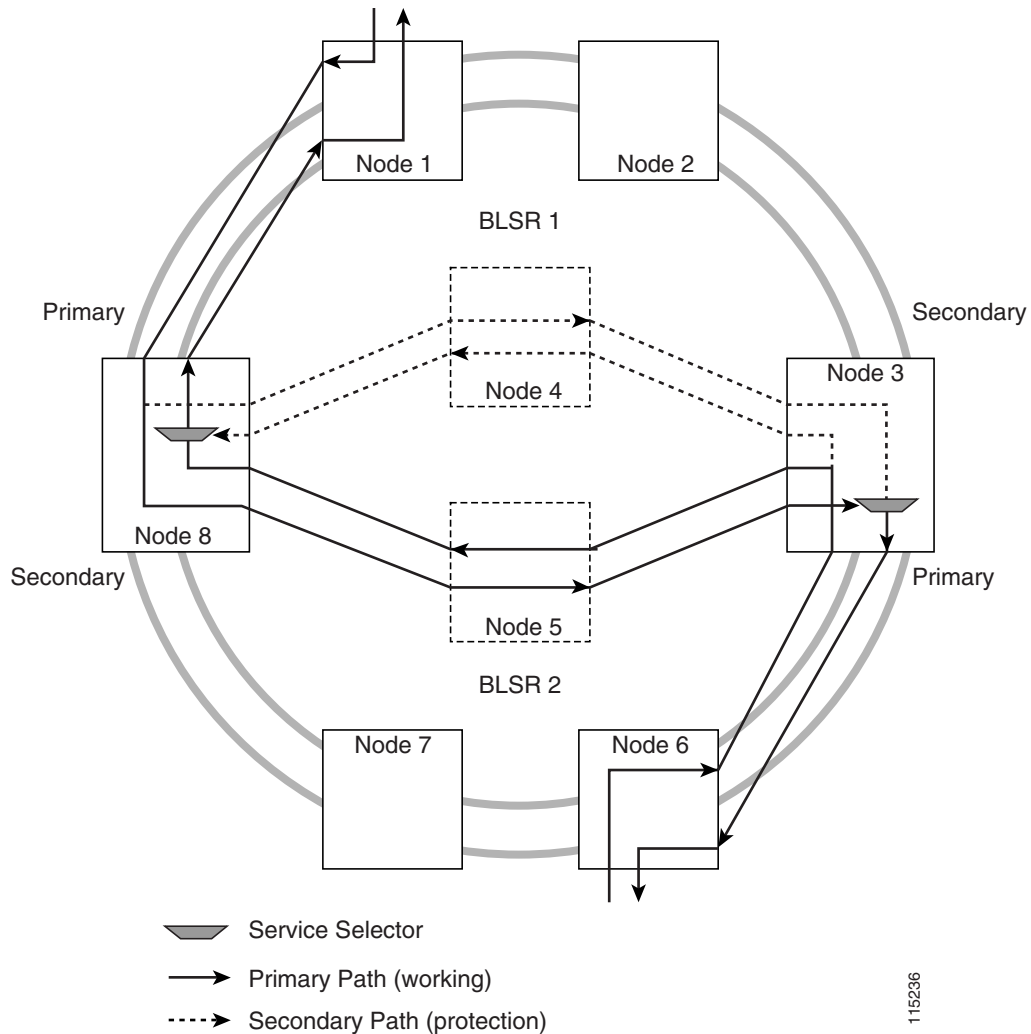 Node 1
Node 2
BLSR 1
Primary
Secondary
Node 4
Node 3
Node 8
Secondary
Primary
Node 5
BLSR 2
Node 7
Node 6
Service Selector
Primary Path (working)
Secondary Path (protection)
115236